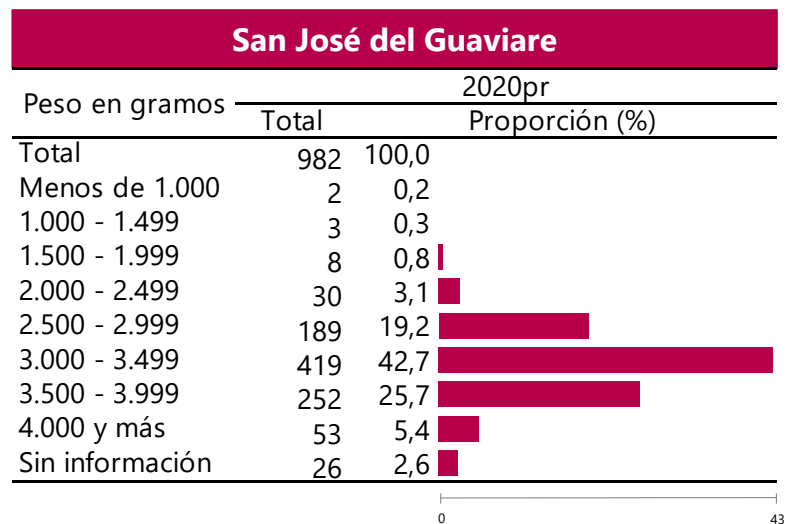 San José del Guaviare
2020pr
Peso en gramos
Total Proporción (%)
Total 982 100,0
Menos de 1.000 2 0,2
1.000 - 1.499 3 0,3
1.500 - 1.999 8 0,8
2.000 - 2.499 30 3,1
2.500 - 2.999 189 19,2
3.000 - 3.499 419 42,7
3.500 - 3.999 252 25,7
4.000 y más 53 5,4
Sin información 26 2,6
0 43